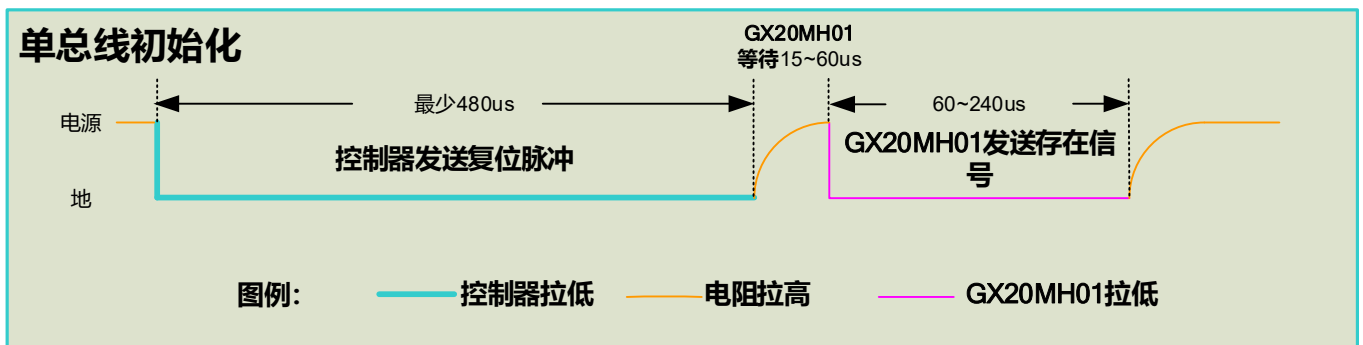 单总线初始化
GX20MH01
等待15~60us
最少480us
60~240us
电源
控制器发送复位脉冲
GX20MH01发送存在信
号
地
图例：
控制器拉低
电阻拉高
GX20MH01拉低